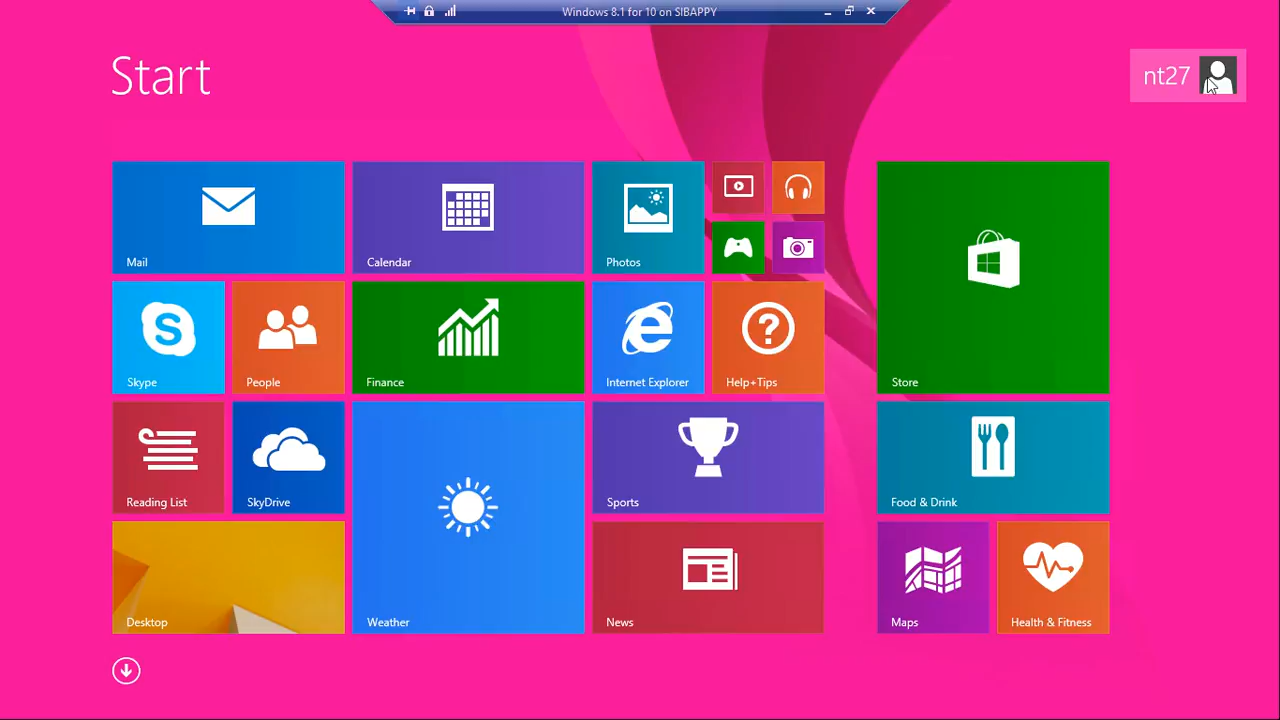 Windows 8.1 for 10 on SIBAPPY
Start
nt27
Mail
Calendar
Photos
Store
Skype
People
Finance
Internet Explorer
Help+Tips
Reading List
SkyDrive
Weather
Sports
Food & Drink
Desktop
News
Maps
Health & Fitness